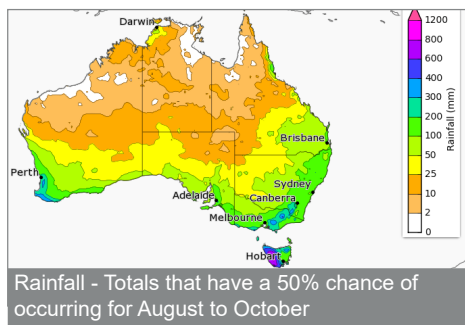 Darwin
Brisbane
Perth
Sydney
Adelaide
Canberra
Melbourne
Hobart
1200
800
600
400
300
200
100
50
25
10
2
0
Rainfall (mm)
Rainfall - Totals that have a 50% chance of
occurring for August to October